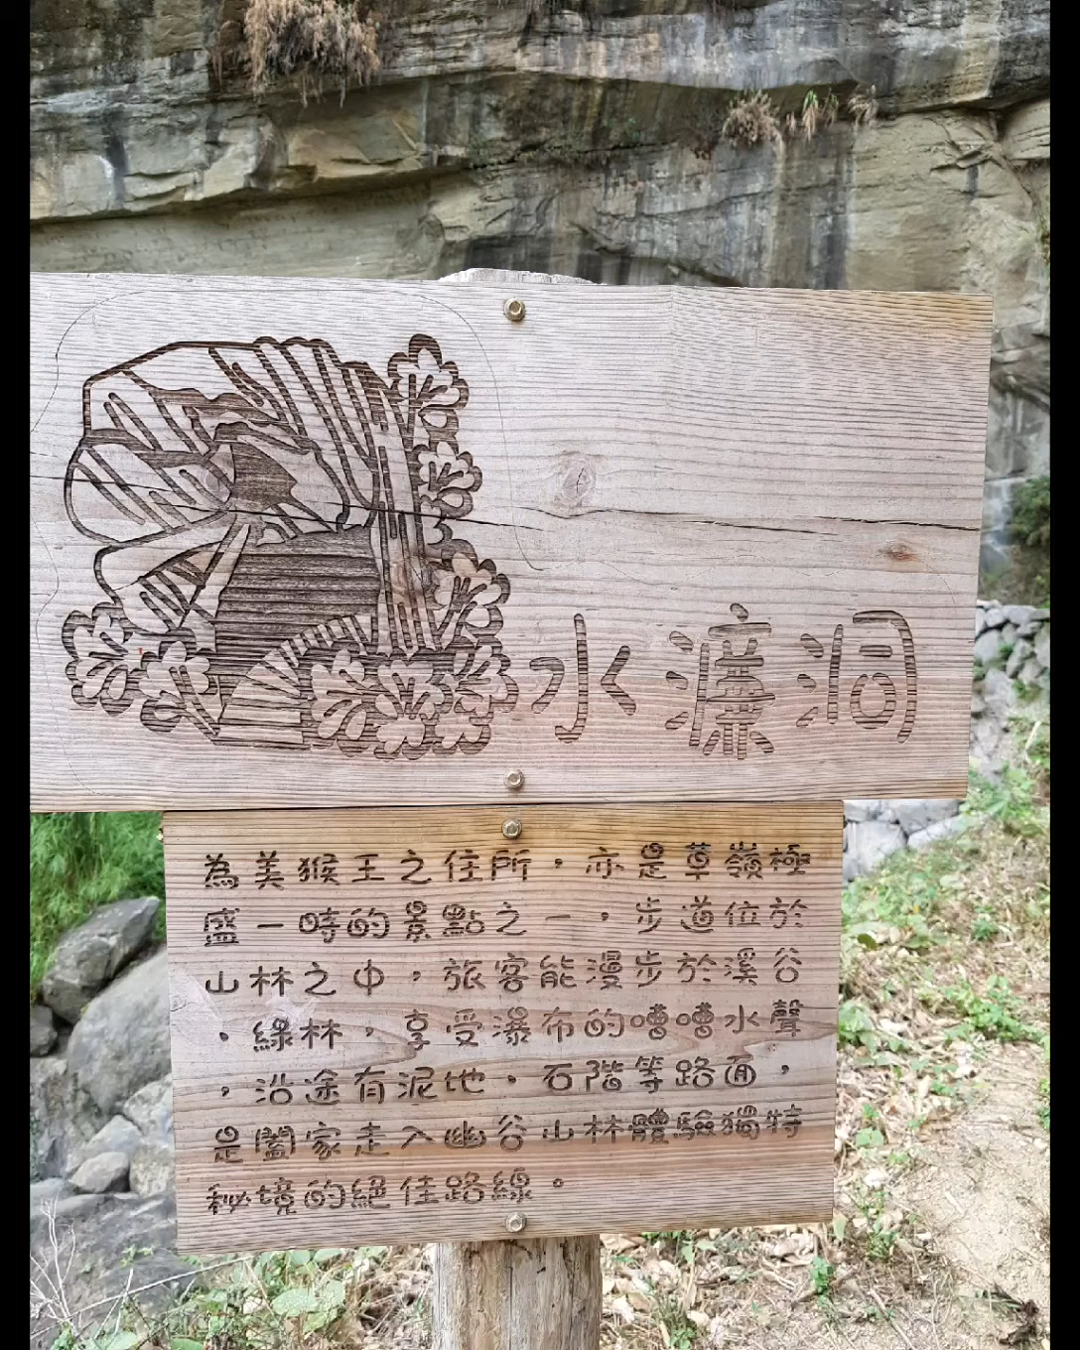 水濂洞
為美猴王之住所，亦是草嶺極
盛一時的景點之一，步道位於
山林之中，旅客能漫步於溪谷
、綠林，享受瀑布的嘈嘈水聲
，沿途有泥地、石階等路面，
是闔家走入幽谷山林體驗獨特
秘境的絕佳路線。